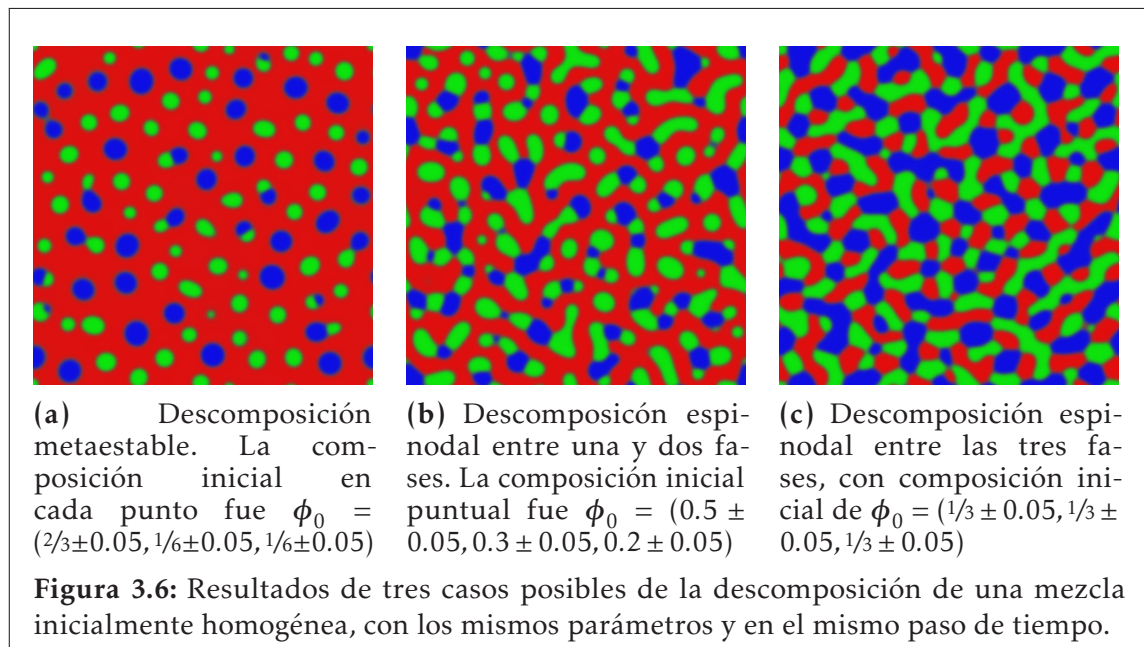 (a) Descomposición
metaestable. La com-
posición inicial en
cada punto fue ϕ₀ =
(2/3±0.05, 1/6±0.05, 1/6±0.05)
(b) Descomposicón espi-
nodal entre una y dos fa-
ses. La composición inicial
puntual fue ϕ₀ = (0.5 ±
0.05, 0.3 ± 0.05, 0.2 ± 0.05)
(c) Descomposición espi-
nodal entre las tres fa-
ses, con composición ini-
cial de ϕ₀ = (1/3 ± 0.05, 1/3 ±
0.05, 1/3 ± 0.05)
Figura 3.6: Resultados de tres casos posibles de la descomposición de una mezcla
inicialmente homogénea, con los mismos parámetros y en el mismo paso de tiempo.